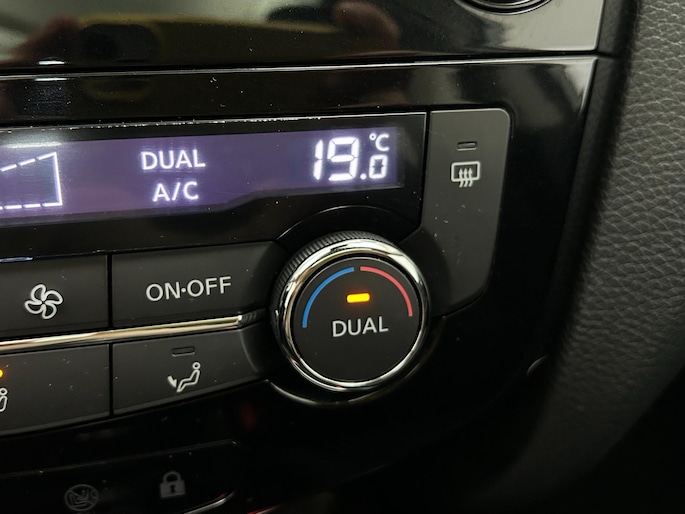 DUAL
19.0 °C
A/C
ON·OFF
DUAL